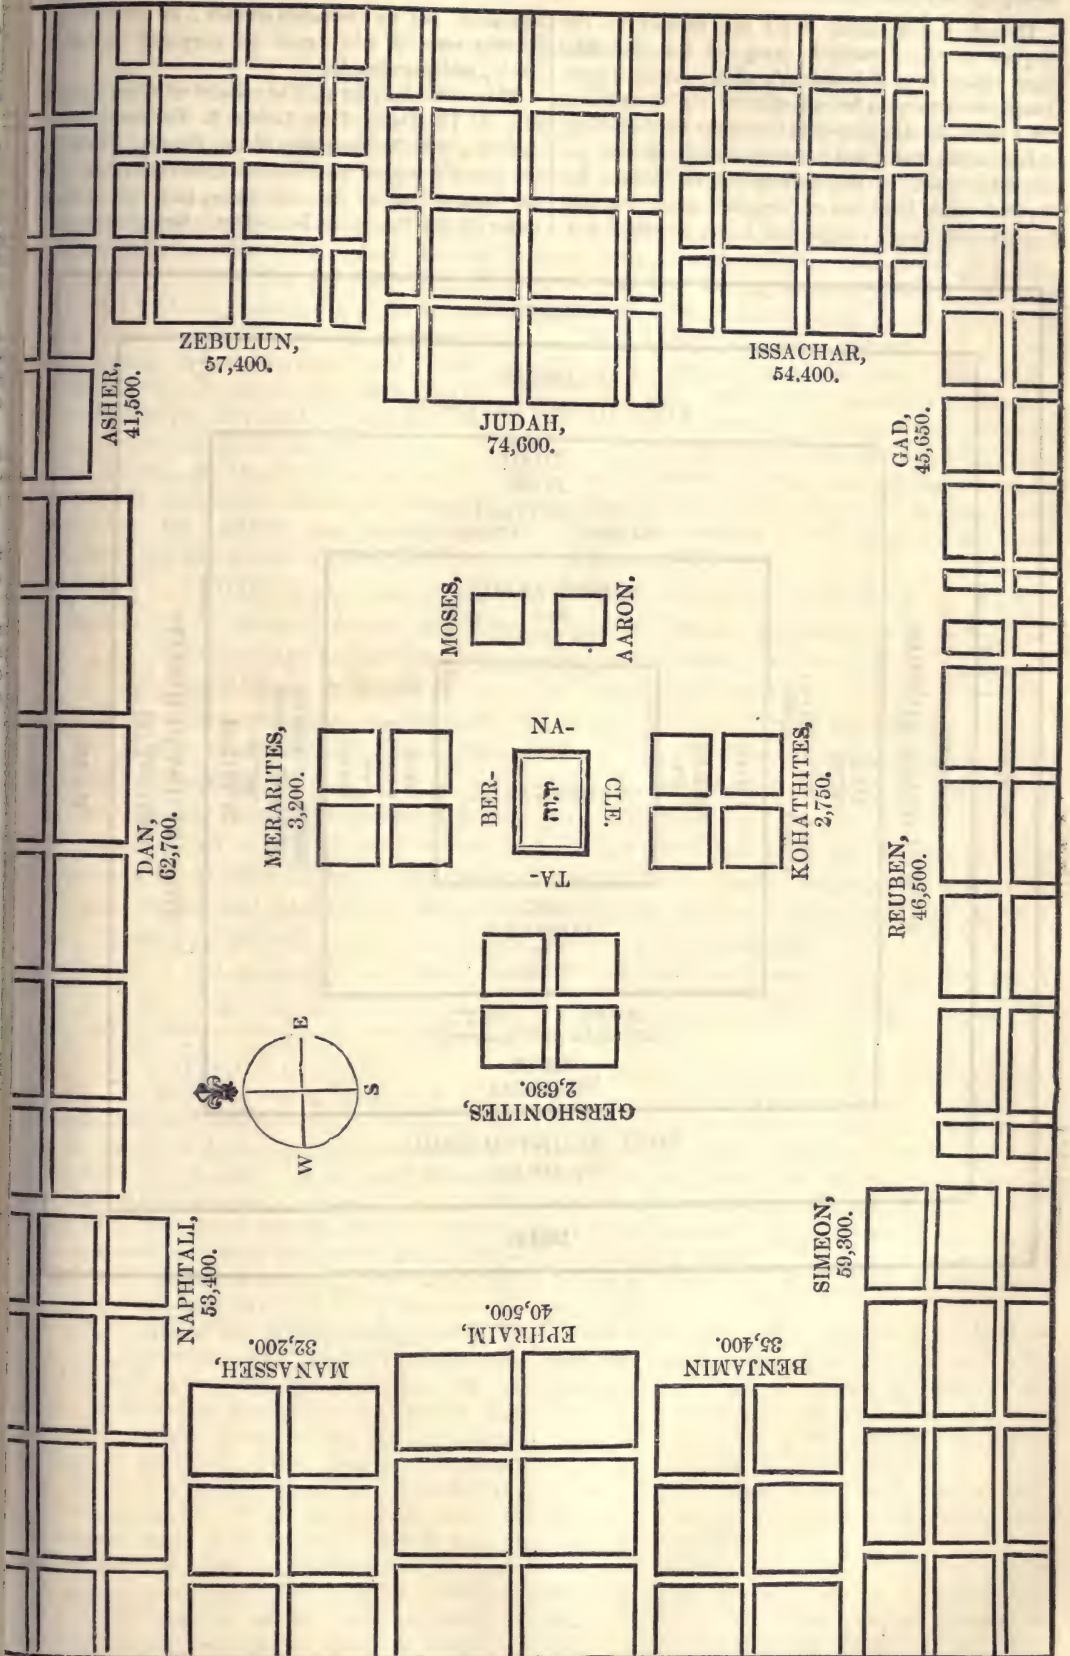 ZEBULUN,
57,400.
JUDAH,
74,600.
ISSACHAR,
54.400.
ASHER,
41,500.
GAD,
45,650.
MOSES,
AARON.
DAN,
62,700.
MERARITES,
3,200.
TA-
BER-
NA-
CLE.
יהוה
KOHATHITES,
2,750.
REUBEN,
46,500.
GERSHONITES,
2,630.
E
S
W
NAPHTALI,
53,400.
SIMEON,
59,300.
MANASSEH,
32,200.
EPHRAIM,
40,500.
BENJAMIN
35,400.